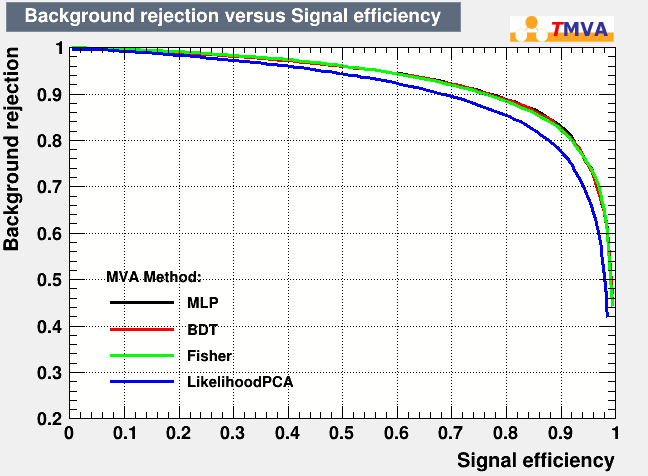 Background rejection versus Signal efficiency
TMVA
Background rejection
1
0.9
0.8
0.7
0.6
0.5
0.4
0.3
0.2
MVA Method:
MLP
BDT
Fisher
LikelihoodPCA
0 0.1 0.2 0.3 0.4 0.5 0.6 0.7 0.8 0.9 1
Signal efficiency